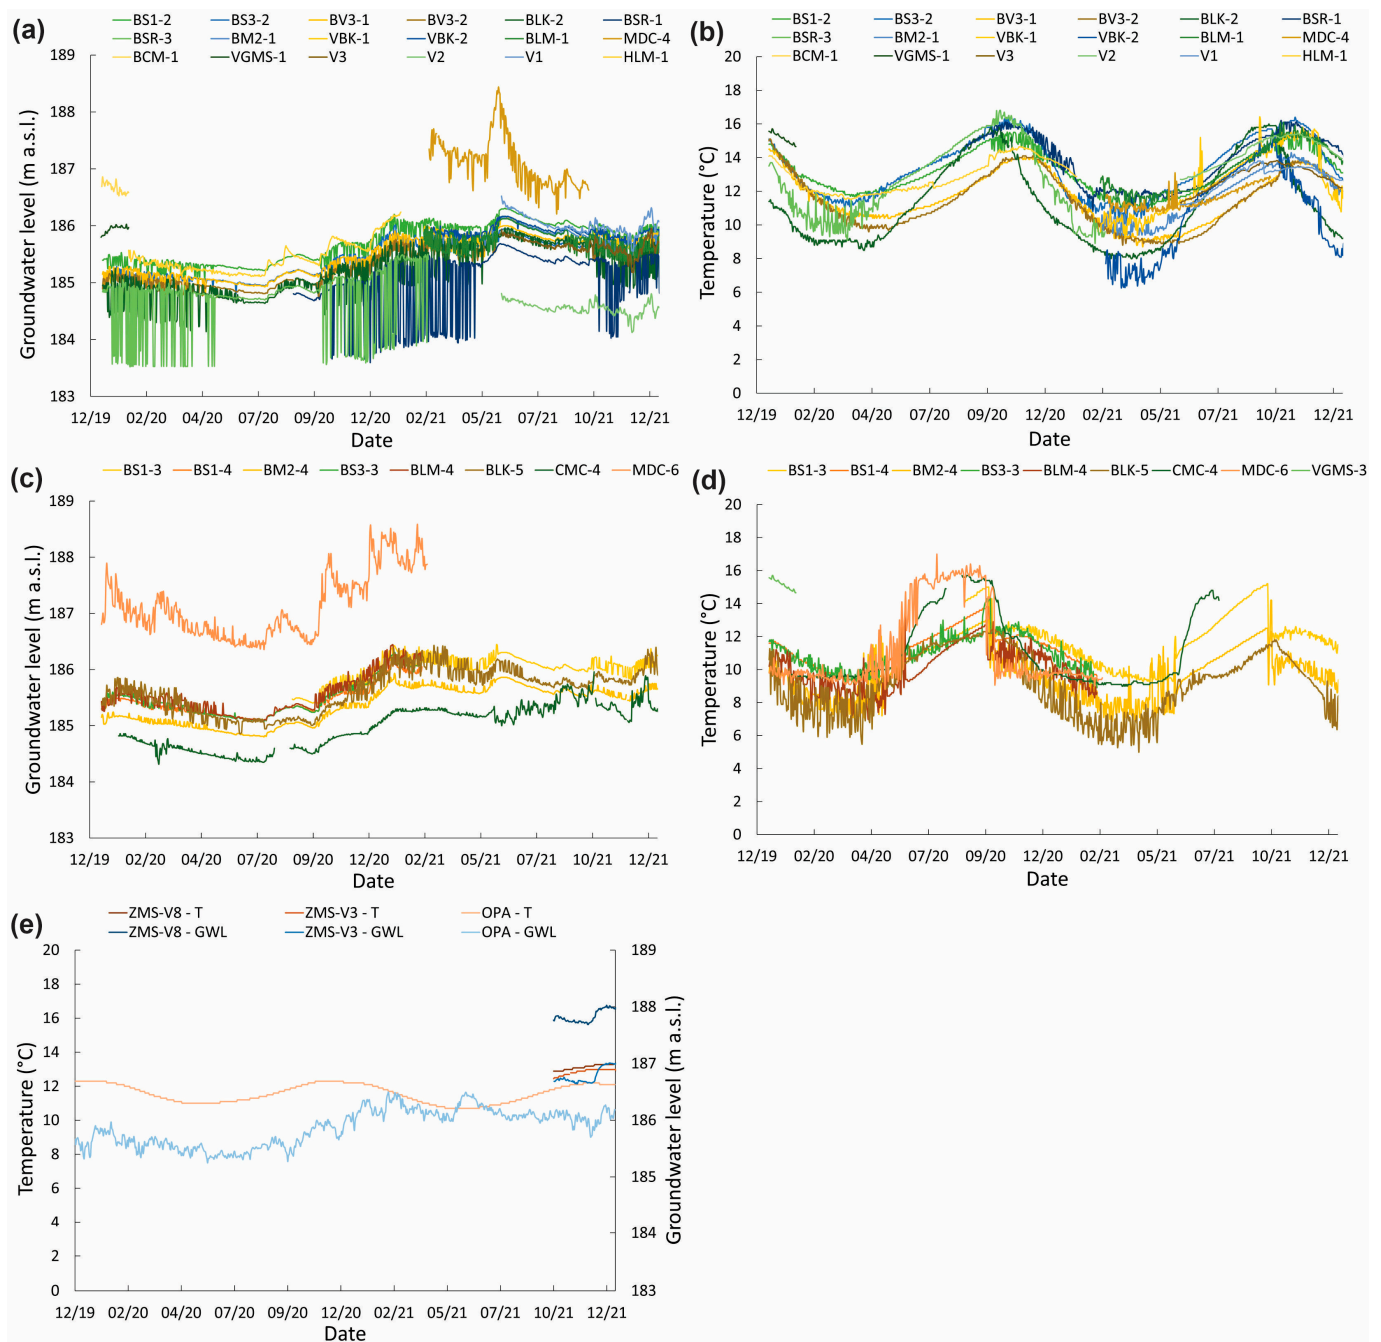 (a)
BS1-2 BS3-2 BV3-1 BV3-2 BLK-2 BSR-1
BSR-3 BM2-1 VBK-1 VBK-2 BLM-1 MDC-4
BCM-1 VGMS-1 V3 V2 V1 HLM-1
189
188
187
186
185
184
183
Groundwater level (m a.s.l.)
12/19 02/20 04/20 07/20 09/20 12/20 02/21 05/21 07/21 10/21 12/21
Date
(b)
BS1-2 BS3-2 BV3-1 BV3-2 BLK-2 BSR-1
BSR-3 BM2-1 VBK-1 VBK-2 BLM-1 MDC-4
BCM-1 VGMS-1 V3 V2 V1 HLM-1
20
18
16
14
12
10
8
6
4
2
0
Temperature (°C)
12/19 02/20 04/20 07/20 09/20 12/20 02/21 05/21 07/21 10/21 12/21
Date
(c)
BS1-3 BS1-4 BM2-4 BS3-3 BLM-4 BLK-5 CMC-4 MDC-6
189
188
187
186
185
184
183
Groundwater level (m a.s.l.)
12/19 02/20 04/20 07/20 09/20 12/20 02/21 05/21 07/21 10/21 12/21
Date
(d)
BS1-3 BS1-4 BM2-4 BS3-3 BLM-4 BLK-5 CMC-4 MDC-6 VGMS-3
20
18
16
14
12
10
8
6
4
2
0
Temperature (°C)
12/19 02/20 04/20 07/20 09/20 12/20 02/21 05/21 07/21 10/21 12/21
Date
(e)
ZMS-V8 - T ZMS-V3 - T OPA - T
ZMS-V8 - GWL ZMS-V3 - GWL OPA - GWL
20
18
16
14
12
10
8
6
4
2
0
Temperature (°C)
189
188
187
186
185
184
183
Groundwater level (m a.s.l.)
12/19 02/20 04/20 07/20 09/20 12/20 02/21 05/21 07/21 10/21 12/21
Date